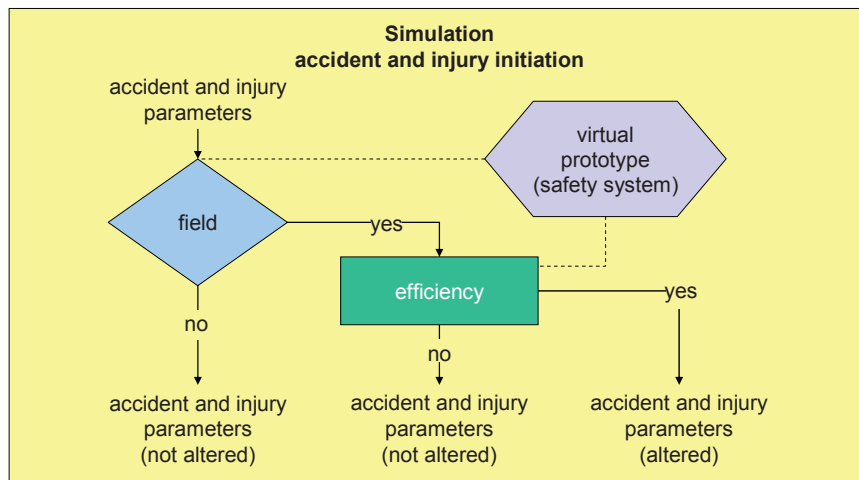 Simulation
accident and injury initiation
accident and injury
parameters
virtual
prototype
(safety system)
field
yes
efficiency
yes
no
no
accident and injury
parameters
(not altered)
accident and injury
parameters
(not altered)
accident and injury
parameters
(altered)